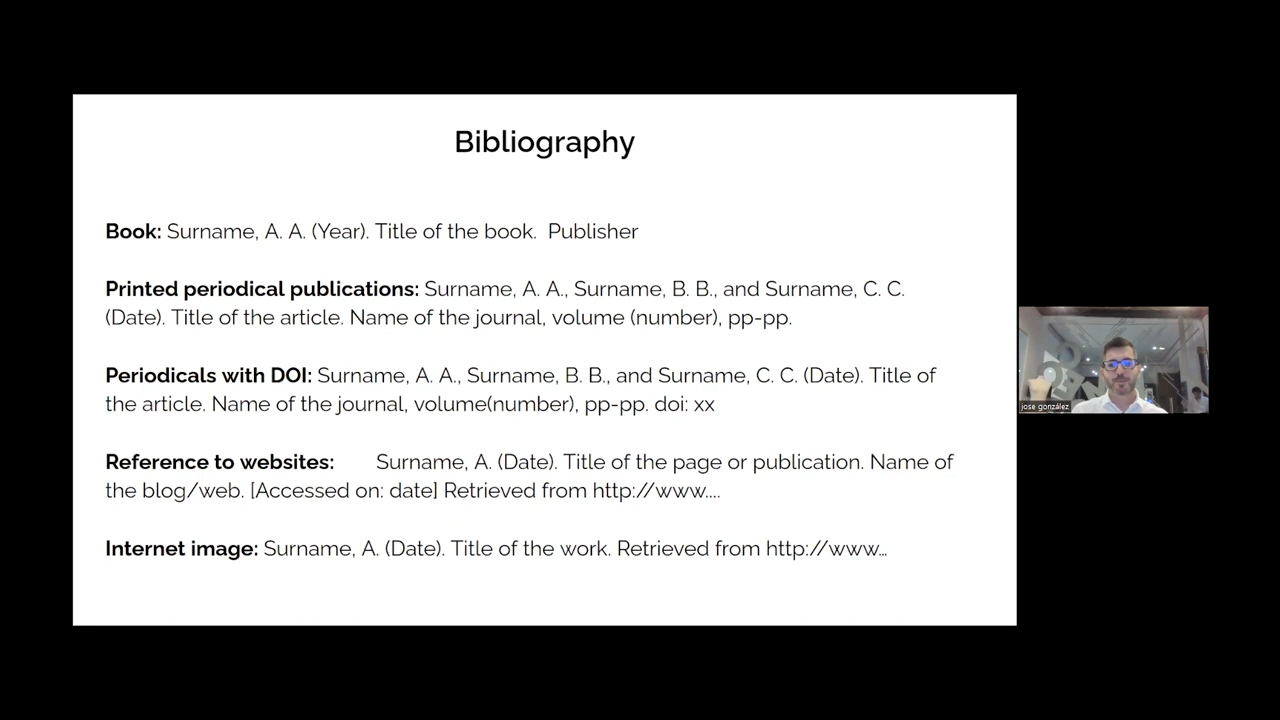 Bibliography
Book: Surname, A. A. (Year). Title of the book.  Publisher
Printed periodical publications: Surname, A. A., Surname, B. B., and Surname, C. C.
(Date). Title of the article. Name of the journal, volume (number), pp-pp.
Periodicals with DOI: Surname, A. A., Surname, B. B., and Surname, C. C. (Date). Title of
the article. Name of the journal, volume(number), pp-pp. doi: xx
Reference to websites: Surname, A. (Date). Title of the page or publication. Name of
the blog/web. [Accessed on: date] Retrieved from http://www....
Internet image: Surname, A. (Date). Title of the work. Retrieved from http://www…
jose gonzález